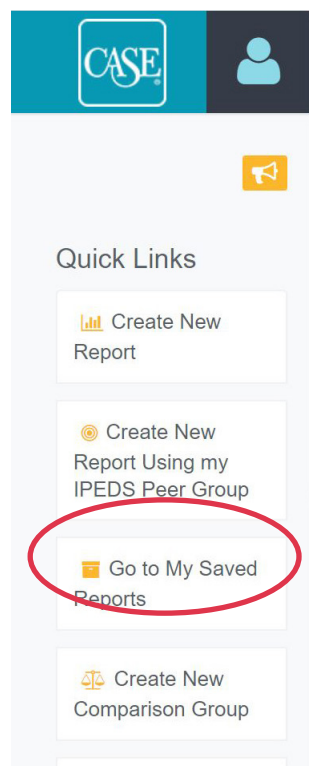 CASE
Quick Links
Create New
Report
Create New
Report Using my
IPEDS Peer Group
Go to My Saved
Reports
Create New
Comparison Group